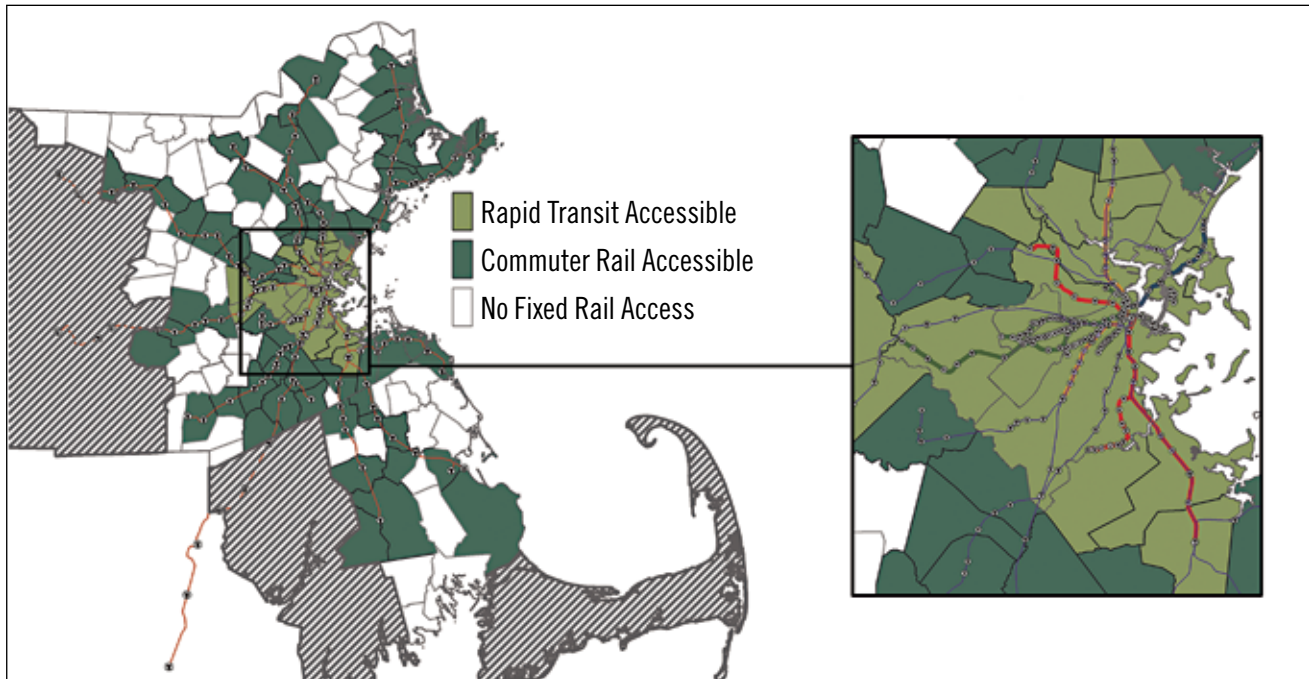 Rapid Transit Accessible
Commuter Rail Accessible
No Fixed Rail Access